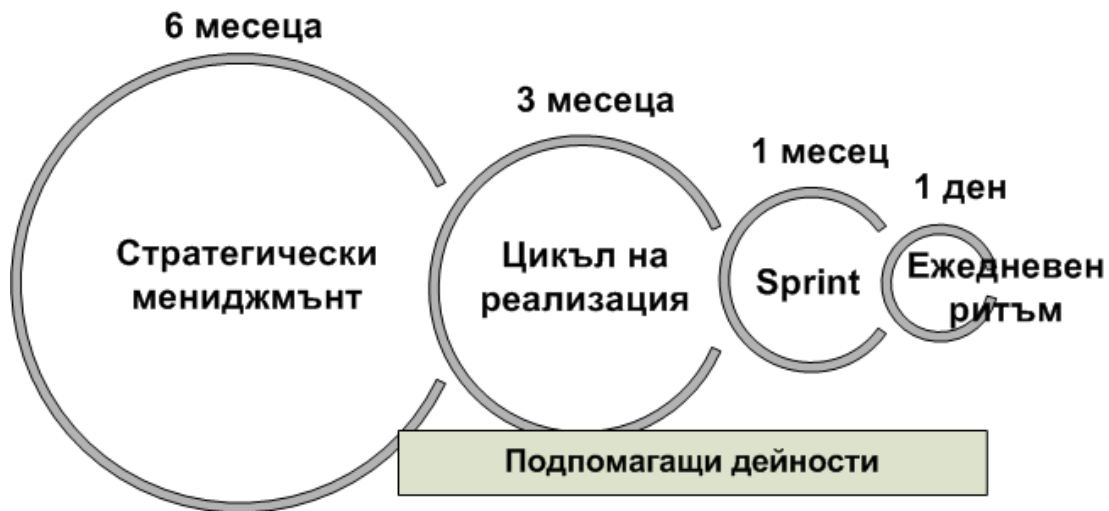 6 месеца
3 месеца
1 месец
1 ден
Стратегически
мениджмънт
Цикъл на
реализация
Sprint
Ежедневен
ритъм
Подпомагащи дейности